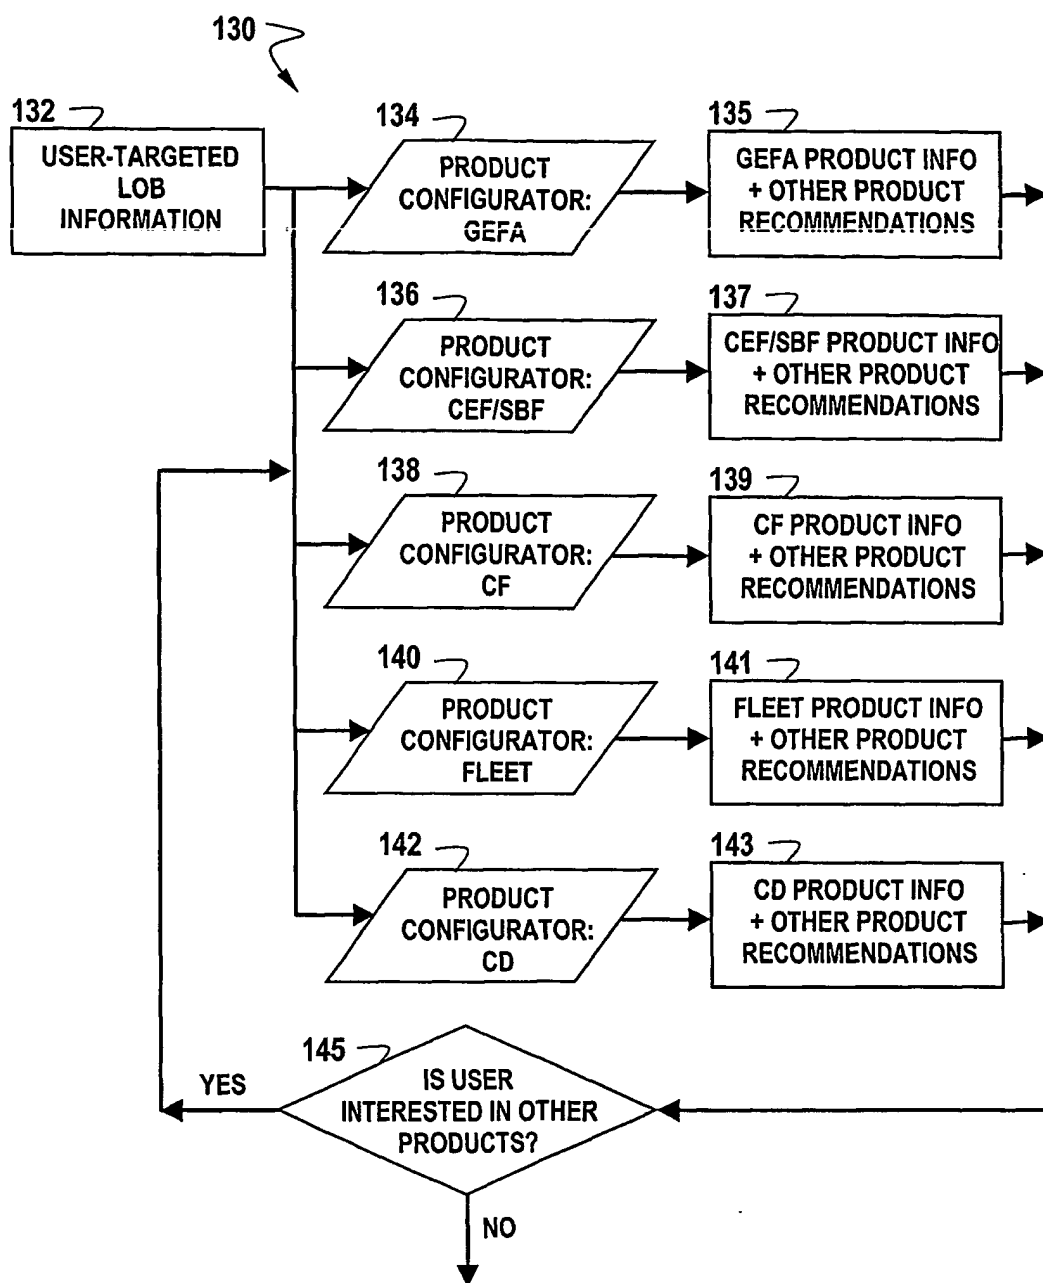 130
132
USER-TARGETED
LOB
INFORMATION
134
PRODUCT
CONFIGURATOR:
GEFA
135
GEFA PRODUCT INFO
+ OTHER PRODUCT
RECOMMENDATIONS
136
PRODUCT
CONFIGURATOR:
CEF/SBF
137
CEF/SBF PRODUCT INFO
+ OTHER PRODUCT
RECOMMENDATIONS
138
PRODUCT
CONFIGURATOR:
CF
139
CF PRODUCT INFO
+ OTHER PRODUCT
RECOMMENDATIONS
140
PRODUCT
CONFIGURATOR:
FLEET
141
FLEET PRODUCT INFO
+ OTHER PRODUCT
RECOMMENDATIONS
142
PRODUCT
CONFIGURATOR:
CD
143
CD PRODUCT INFO
+ OTHER PRODUCT
RECOMMENDATIONS
145
IS USER
INTERESTED IN OTHER
PRODUCTS?
YES
NO